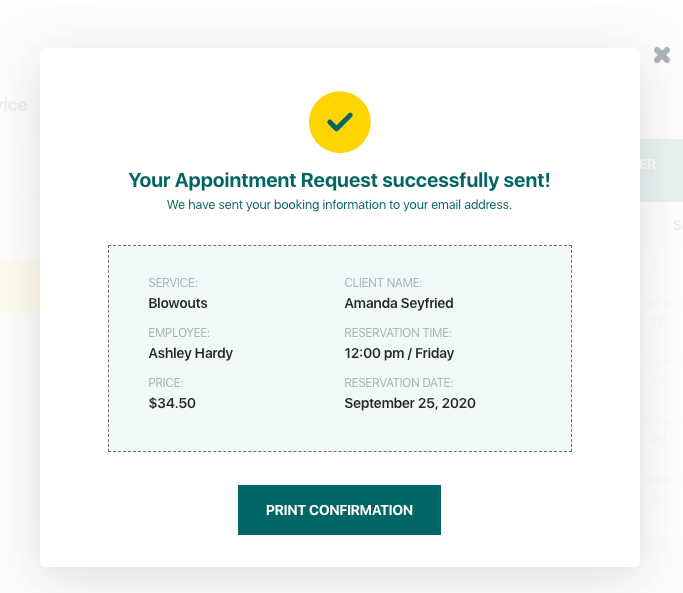 Your Appointment Request successfully sent!
We have sent your booking information to your email address.
SERVICE:
Blowouts
CLIENT NAME:
Amanda Seyfried
EMPLOYEE:
Ashley Hardy
RESERVATION TIME:
12:00 pm / Friday
PRICE:
$34.50
RESERVATION DATE:
September 25, 2020
PRINT CONFIRMATION